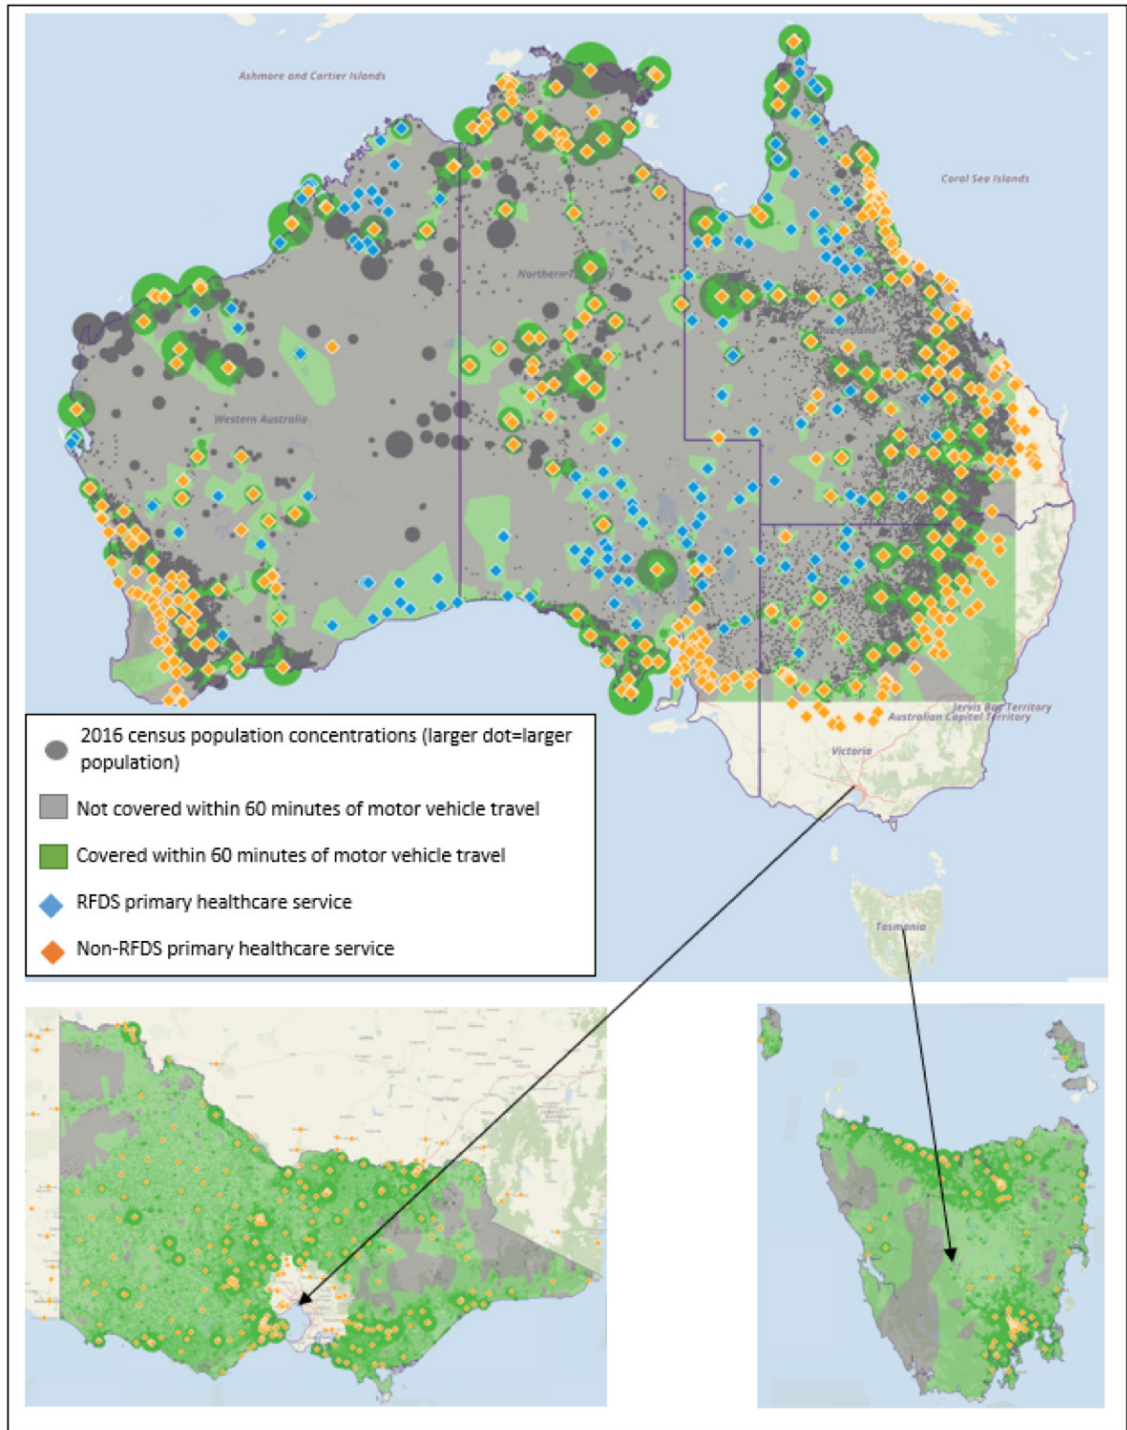 Ashmore and Cartier Islands
Coral Sea Islands
Queensland
Western Australia
Jervis Bay Territory
Australian Capital Territory
Victoria
Tasmania
2016 census population concentrations (larger dot=larger
population)
Not covered within 60 minutes of motor vehicle travel
Covered within 60 minutes of motor vehicle travel
RFDS primary healthcare service
Non-RFDS primary healthcare service